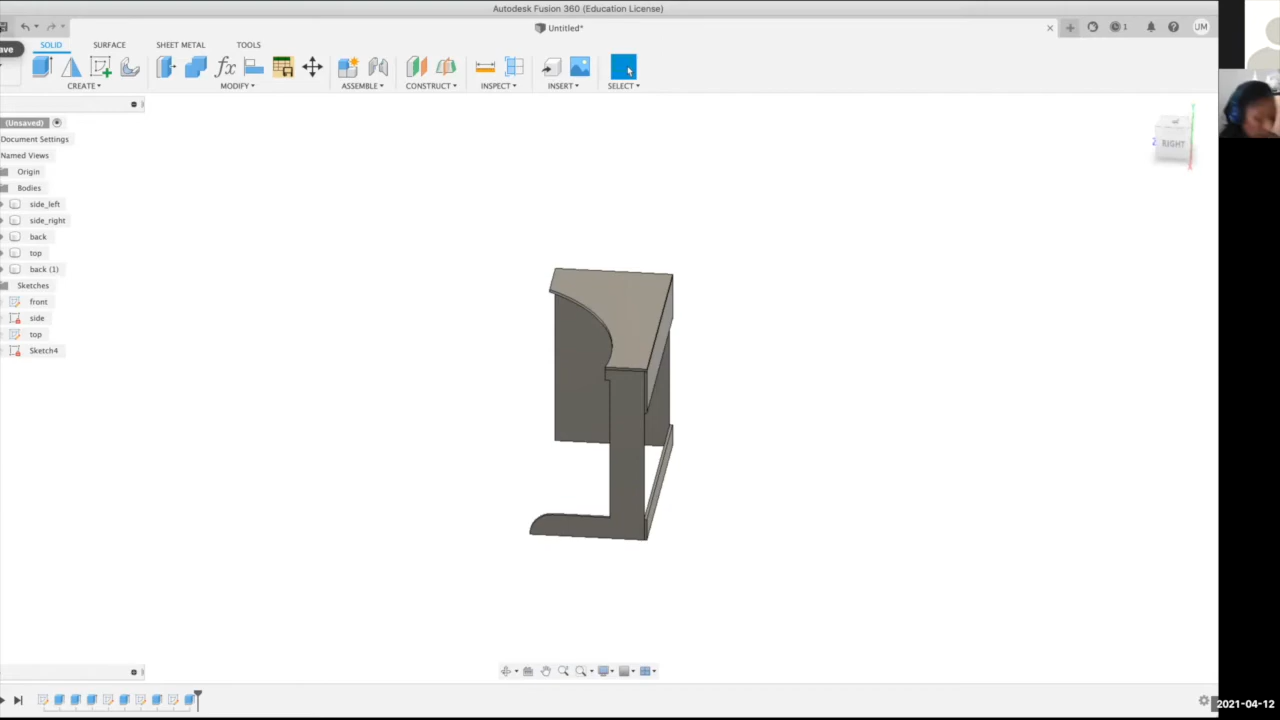 Autodesk Fusion 360 (Education License)
Untitled*
1
UM
ave
SOLID
SURFACE
SHEET METAL
TOOLS
CREATE
MODIFY
ASSEMBLE
CONSTRUCT
INSPECT
INSERT
SELECT
(Unsaved)
Document Settings
Named Views
Origin
Bodies
side_left
side_right
back
top
back (1)
Sketches
front
side
top
Sketch4
Z
RIGHT
2021-04-12